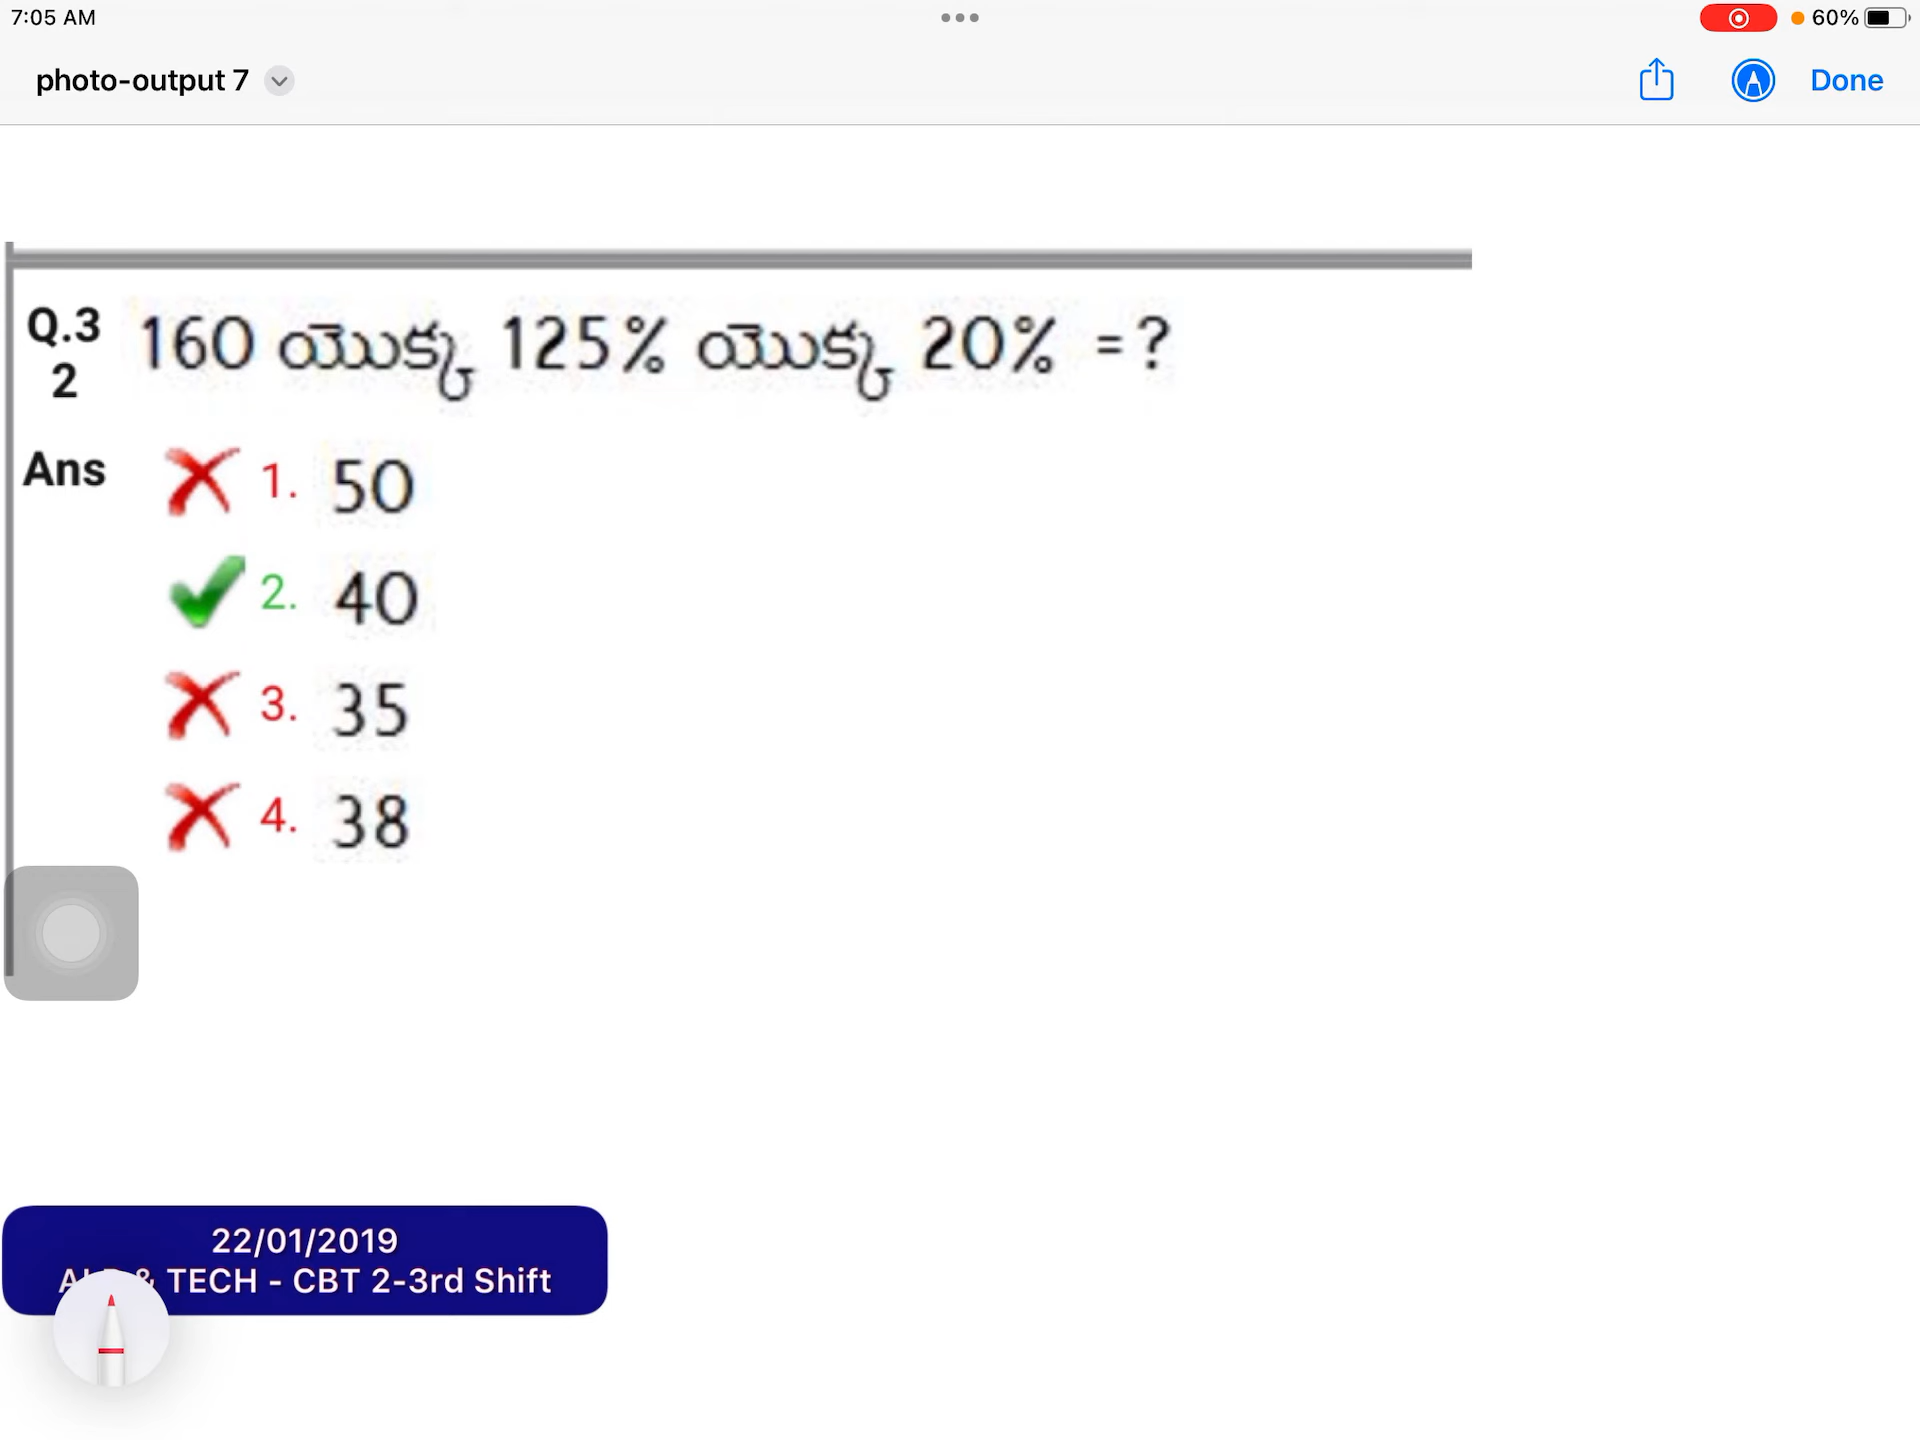 7:05 AM
60%
photo-output 7
Done
Q.3
2
160 యొక్క 125% యొక్క 20% = ?
Ans
1. 50
2. 40
3. 35
4. 38
22/01/2019
& TECH - CBT 2-3rd Shift